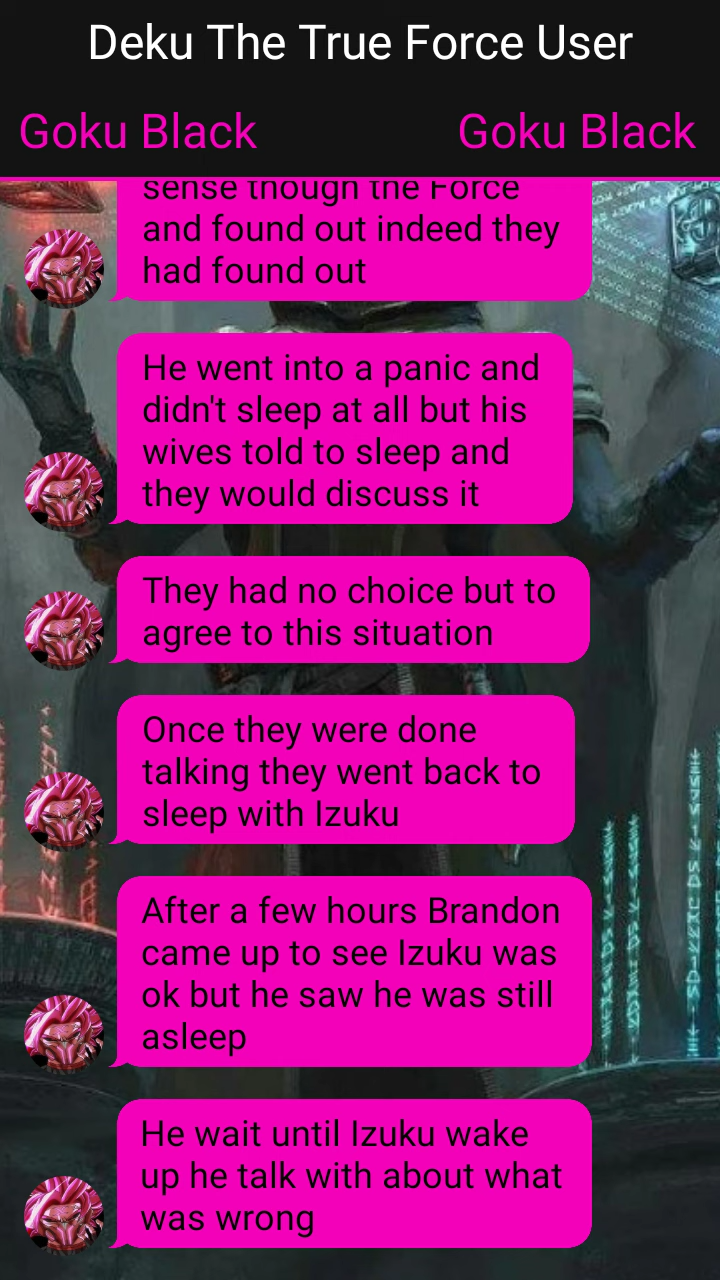 Deku The True Force User
Goku Black Goku Black
sense though the Force
and found out indeed they
had found out
He went into a panic and
didn't sleep at all but his
wives told to sleep and
they would discuss it
They had no choice but to
agree to this situation
Once they were done
talking they went back to
sleep with Izuku
After a few hours Brandon
came up to see Izuku was
ok but he saw he was still
asleep
He wait until Izuku wake
up he talk with about what
was wrong